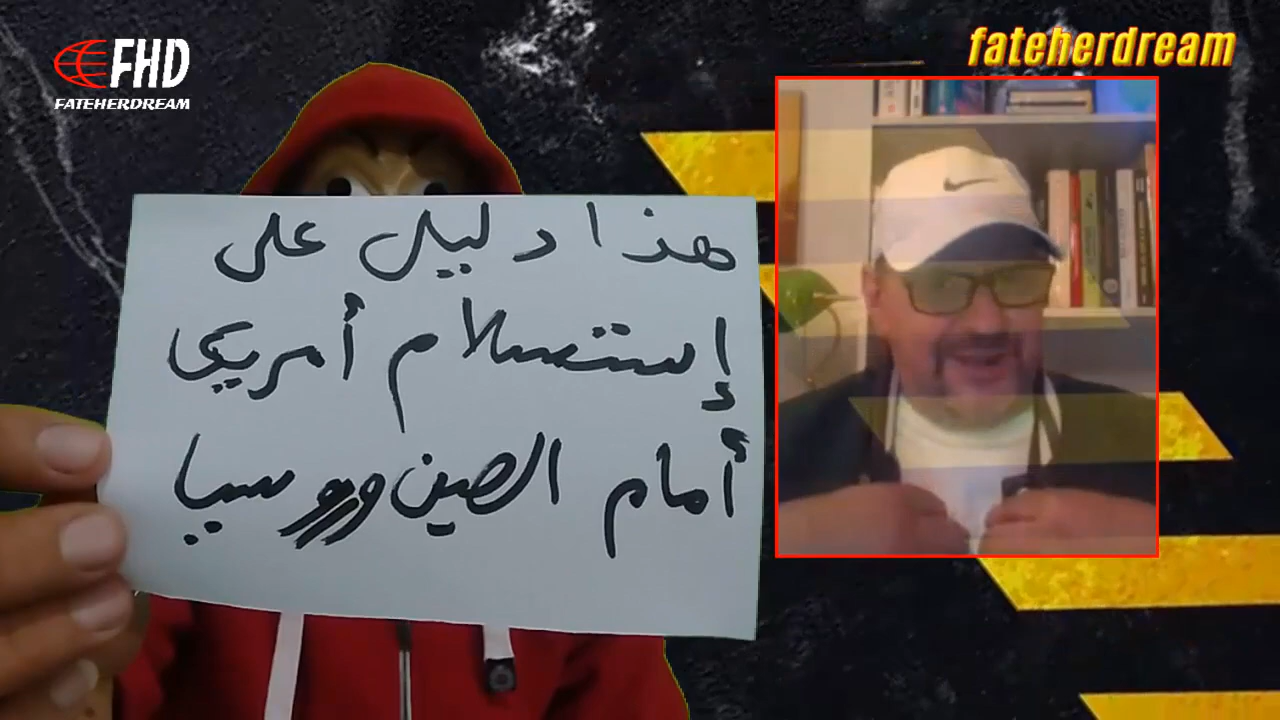 FHD
FATEHERDREAM
fateherdream
هذا دليل على
إستسلام أمريكي
أمام الصين وروسيا